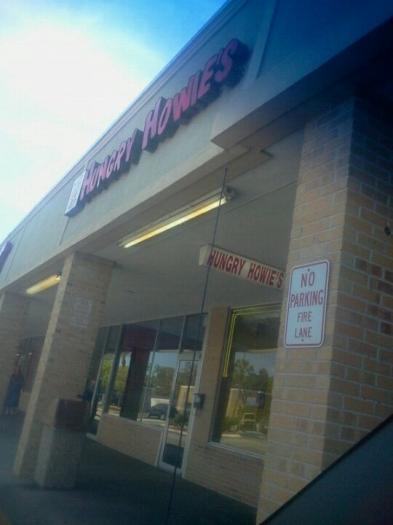 HUNGRY HOWIE'S
HUNGRY HOWIE'S
NO
PARKING
FIRE
LANE